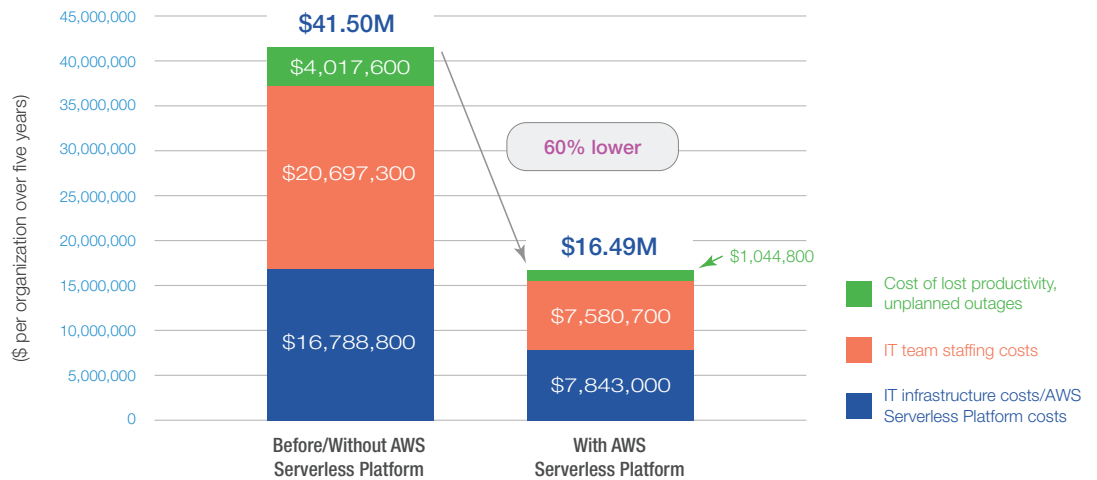 ($ per organization over five years)
45,000,000
40,000,000
35,000,000
30,000,000
25,000,000
20,000,000
15,000,000
10,000,000
5,000,000
0
$41.50M
$4,017,600
$20,697,300
$16,788,800
60% lower
$16.49M
$1,044,800
$7,580,700
$7,843,000
Before/Without AWS
Serverless Platform
With AWS
Serverless Platform
Cost of lost productivity,
unplanned outages
IT team staffing costs
IT infrastructure costs/AWS
Serverless Platform costs